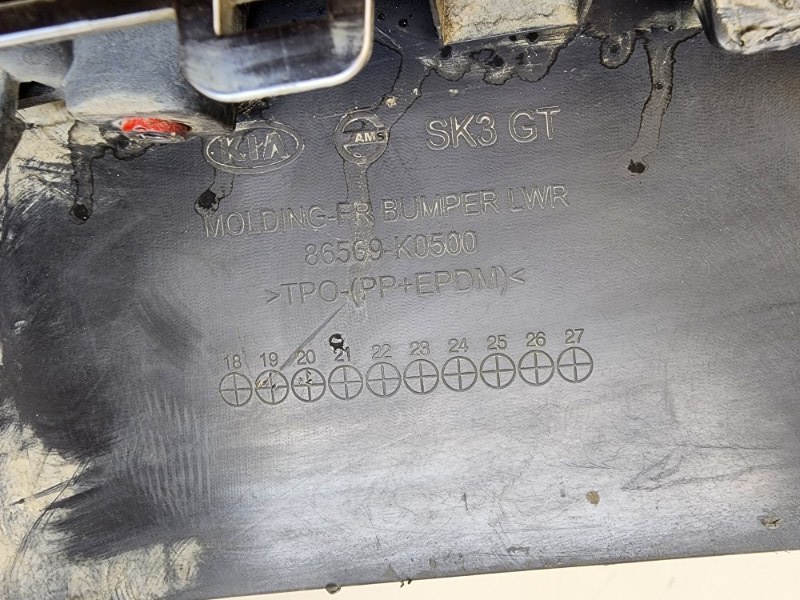 KIA AMS SK3 GT
MOLDING-FR BUMPER LWR
86569-K0500
>TPO-(PP+EPDM)<
18 19 20 21 22 23 24 25 26 27